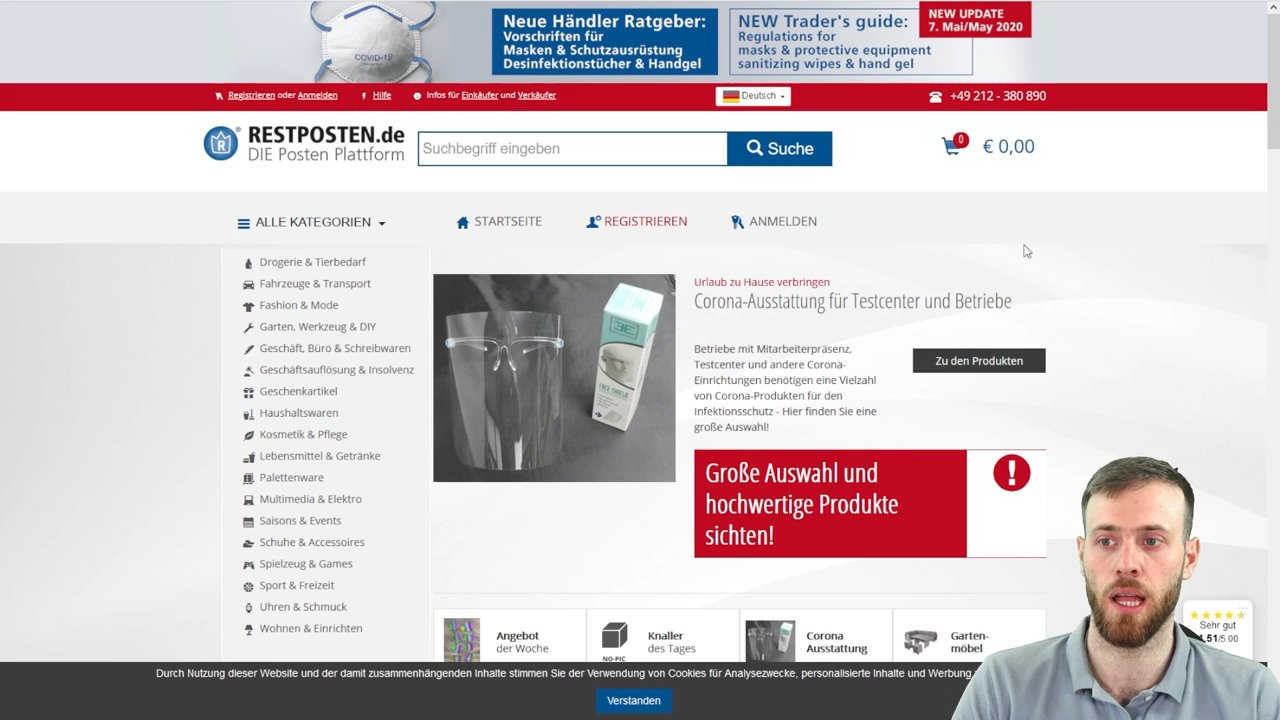 COVID-19
Neue Händler Ratgeber:
Vorschriften für
Masken & Schutzausrüstung
Desinfektionstücher & Handgel
NEW Trader's guide:
Regulations for
masks & protective equipment
sanitizing wipes & hand gel
NEW UPDATE
7. Mai/May 2020
Registrieren oder Anmelden
Hilfe
Infos für Einkäufer und Verkäufer
Deutsch
+49 212 - 380 890
R
RESTPOSTEN.de
DIE Posten Plattform
Suchbegriff eingeben
Suche
0
€ 0,00
ALLE KATEGORIEN
STARTSEITE
REGISTRIEREN
ANMELDEN
Drogerie & Tierbedarf
Fahrzeuge & Transport
Fashion & Mode
Garten, Werkzeug & DIY
Geschäft, Büro & Schreibwaren
Geschäftsauflösung & Insolvenz
Geschenkartikel
Haushaltswaren
Kosmetik & Pflege
Lebensmittel & Getränke
Palettenware
Multimedia & Elektro
Saisons & Events
Schuhe & Accessoires
Spielzeug & Games
Sport & Freizeit
Uhren & Schmuck
Wohnen & Einrichten
FACE SHIELD
Urlaub zu Hause verbringen
Corona-Ausstattung für Testcenter und Betriebe
Betriebe mit Mitarbeiterpräsenz,
Testcenter und andere Corona-
Einrichtungen benötigen eine Vielzahl
von Corona-Produkten für den
Infektionsschutz - Hier finden Sie eine
große Auswahl!
Zu den Produkten
Große Auswahl und
hochwertige Produkte
sichten!
Angebot
der Woche
NO-PIC
Knaller
des Tages
Corona
Ausstattung
Garten-
möbel
Sehr gut
4,51/5.00
Durch Nutzung dieser Website und der damit zusammenhängenden Inhalte stimmen Sie der Verwendung von Cookies für Analysezwecke, personalisierte Inhalte und Werbung
Verstanden